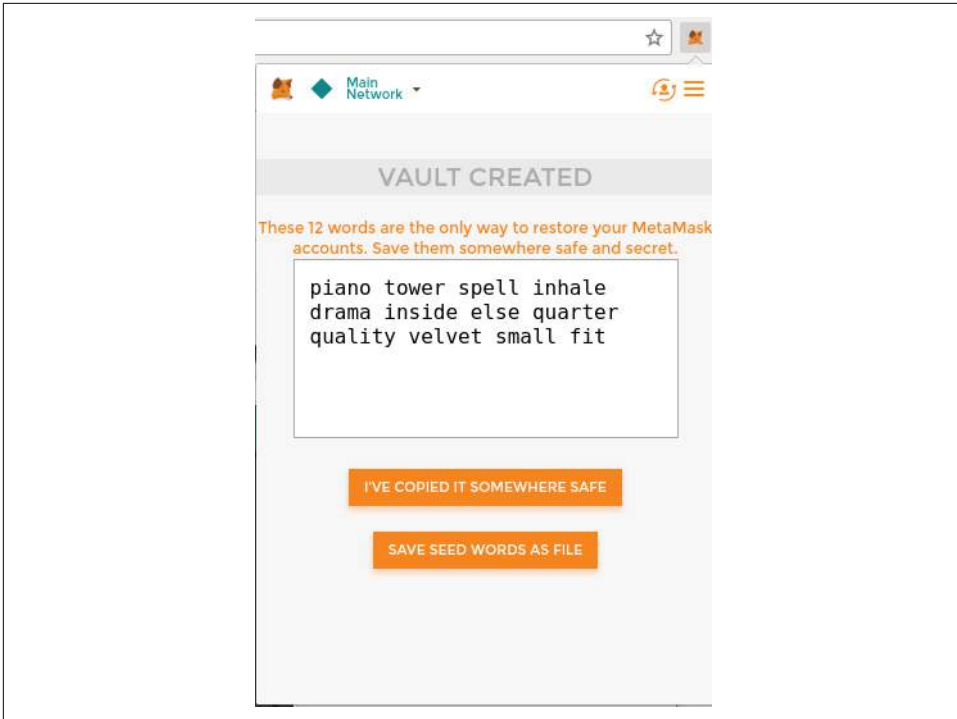 Main
Network
VAULT CREATED
These 12 words are the only way to restore your MetaMask
accounts. Save them somewhere safe and secret.
piano tower spell inhale
drama inside else quarter
quality velvet small fit
I'VE COPIED IT SOMEWHERE SAFE
SAVE SEED WORDS AS FILE